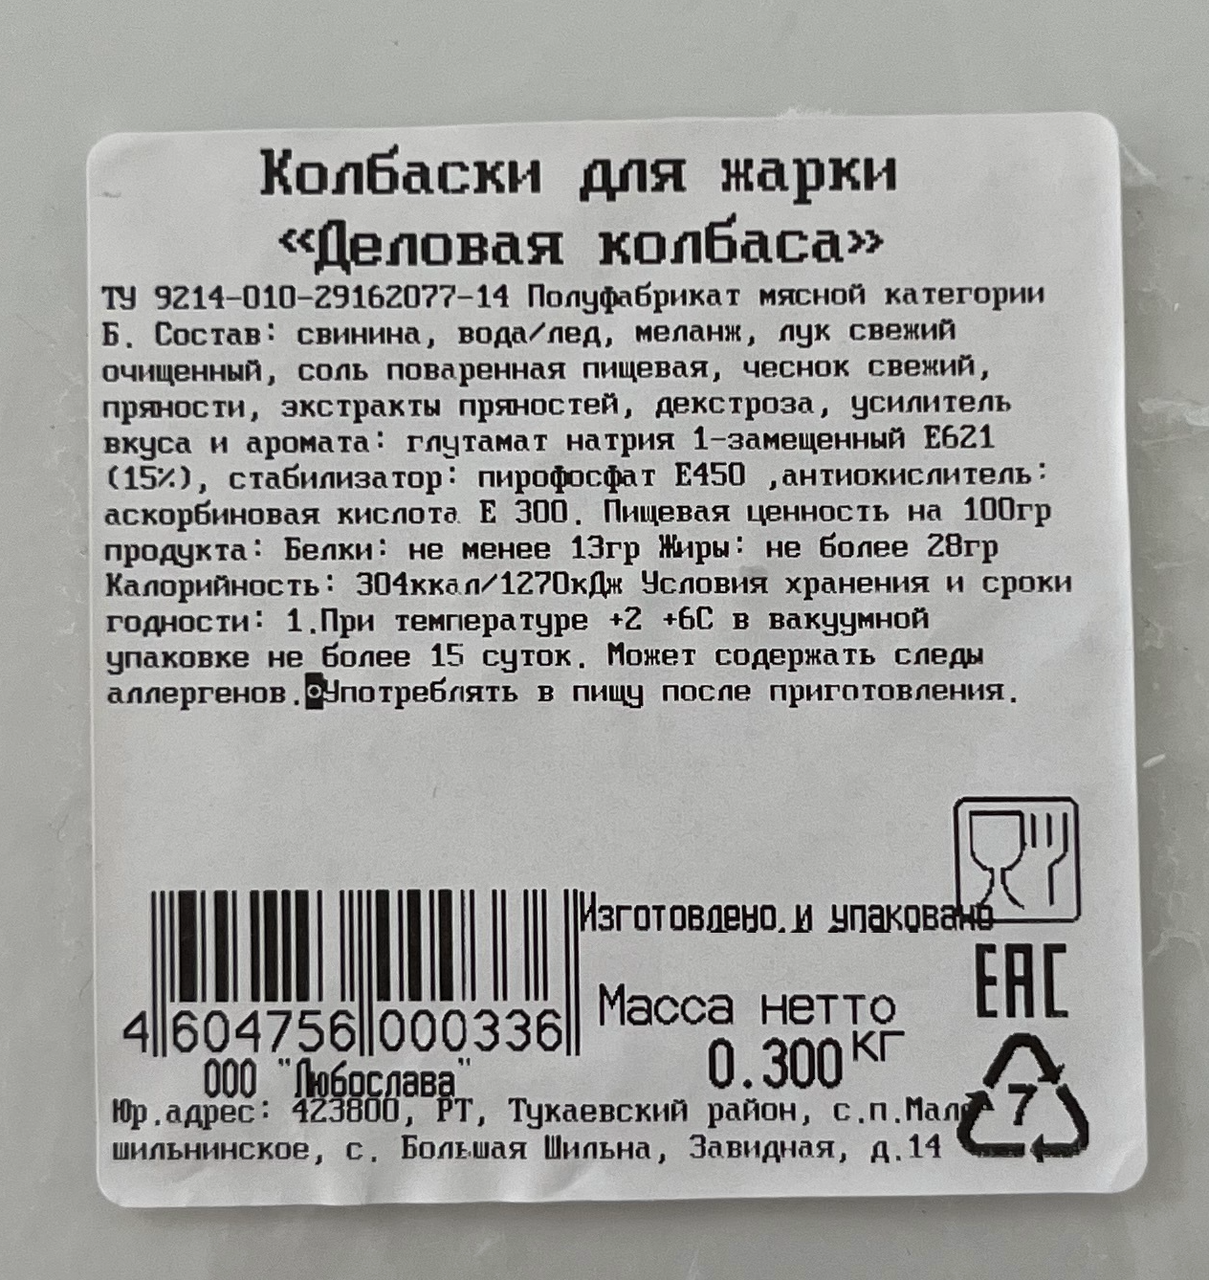 Колбаски для жарки
«Деловая колбаса»
ТУ 9214-010-29162077-14 Полуфабрикат мясной категории
Б. Состав: свинина, вода/лед, меланж, лук свежий
очищенный, соль поваренная пищевая, чеснок свежий,
пряности, экстракты пряностей, декстроза, усилитель
вкуса и аромата: глутамат натрия 1-замещенный Е621
(15%), стабилизатор: пирофосфат Е450 ,антиокислитель:
аскорбиновая кислота Е 300. Пищевая ценность на 100гр
продукта: Белки: не менее 13гр Жиры: не более 28гр
Калорийность: 304ккал/1270кДж Условия хранения и сроки
годности: 1.При температуре +2 +6С в вакуумной
упаковке не более 15 суток. Может содержать следы
аллергенов.◘Употреблять в пищу после приготовления.
Изготовлено и упаковано
EAC
Масса нетто
0.300 кг
4 604756 000336
ООО "Любослава"
Юр.адрес: 423800, РТ, Тукаевский район, с.п.Мало
шильнинское, с. Большая Шильна, Завидная, д.14
7